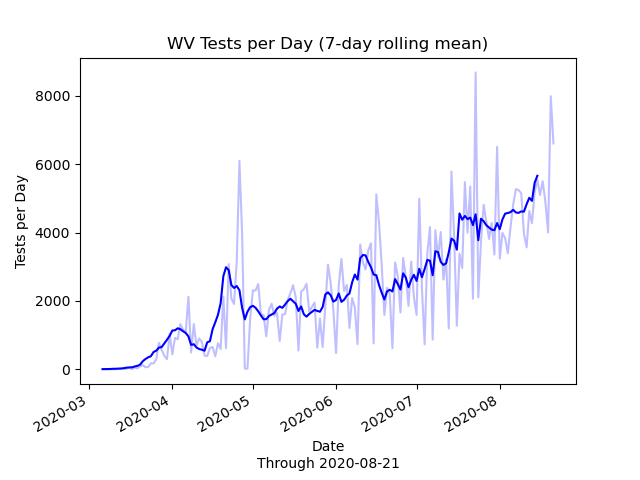 WV Tests per Day (7-day rolling mean)
Tests per Day
8000
6000
4000
2000
0
2020-03
2020-04
2020-05
2020-06
2020-07
2020-08
Date
Through 2020-08-21